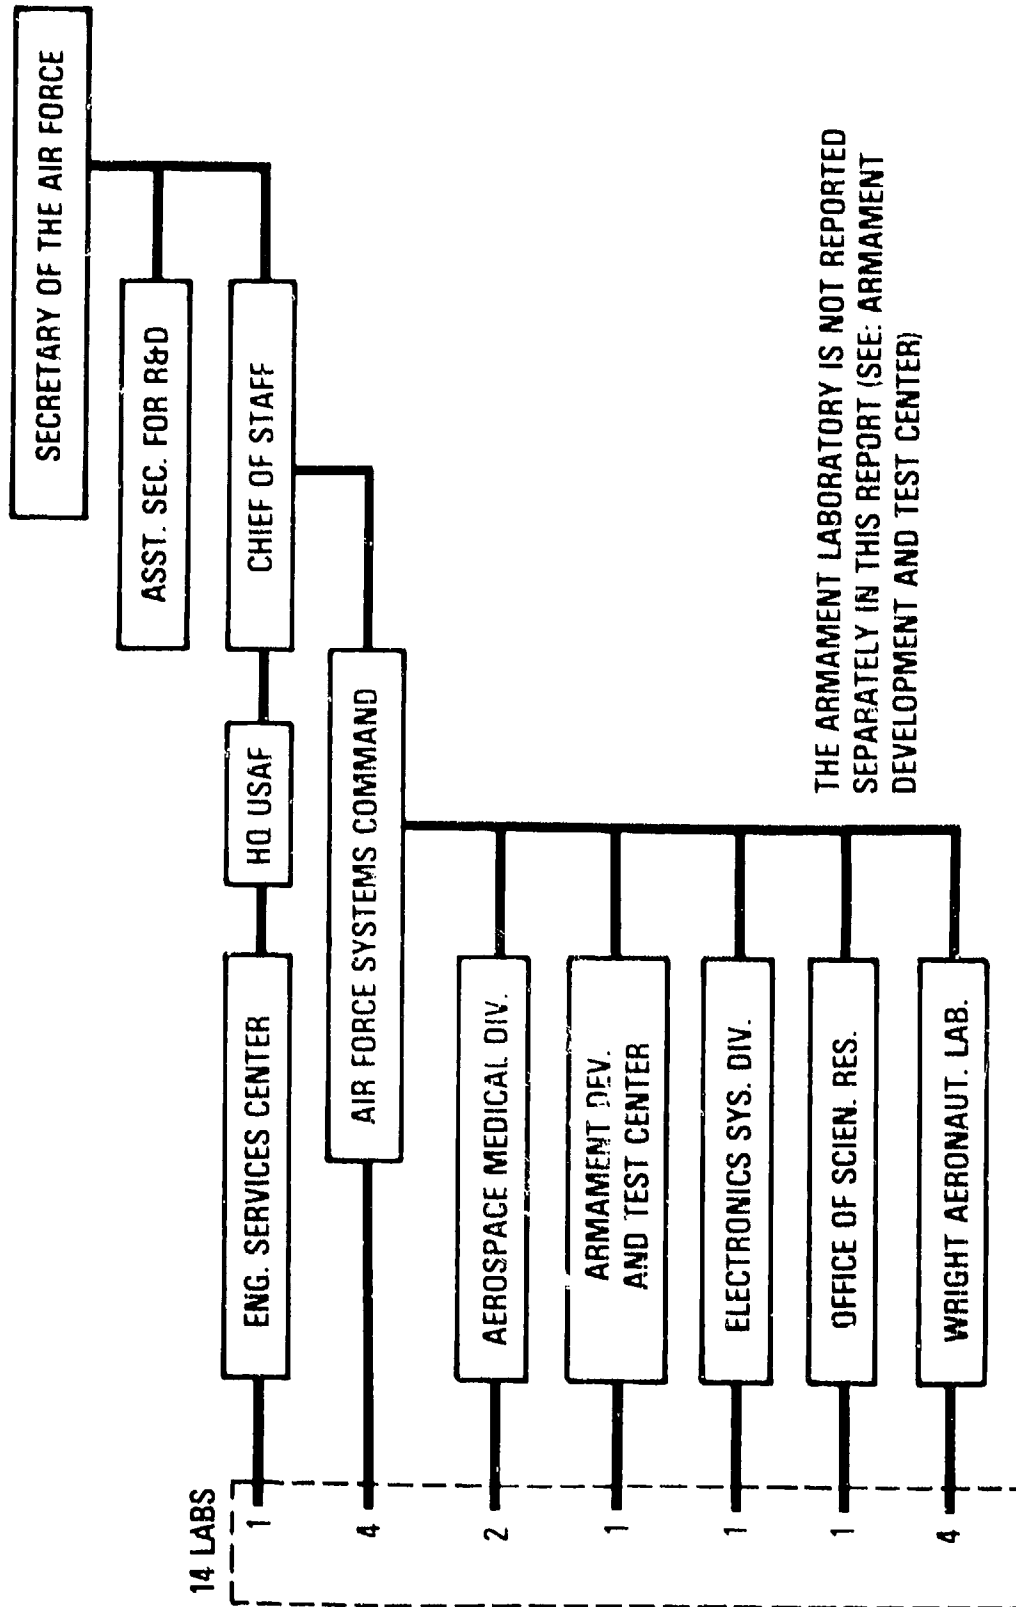 SECRETARY OF THE AIR FORCE
ASST. SEC. FOR R&D
CHIEF OF STAFF
HQ USAF
ENG. SERVICES CENTER
AIR FORCE SYSTEMS COMMAND
AEROSPACE MEDICAL DIV.
ARMAMENT DEV.
AND TEST CENTER
ELECTRONICS SYS. DIV.
OFFICE OF SCIEN. RES.
WRIGHT AERONAUT. LAB.
14 LABS
1
4
2
1
1
1
4
THE ARMAMENT LABORATORY IS NOT REPORTED
SEPARATELY IN THIS REPORT (SEE: ARMAMENT
DEVELOPMENT AND TEST CENTER)